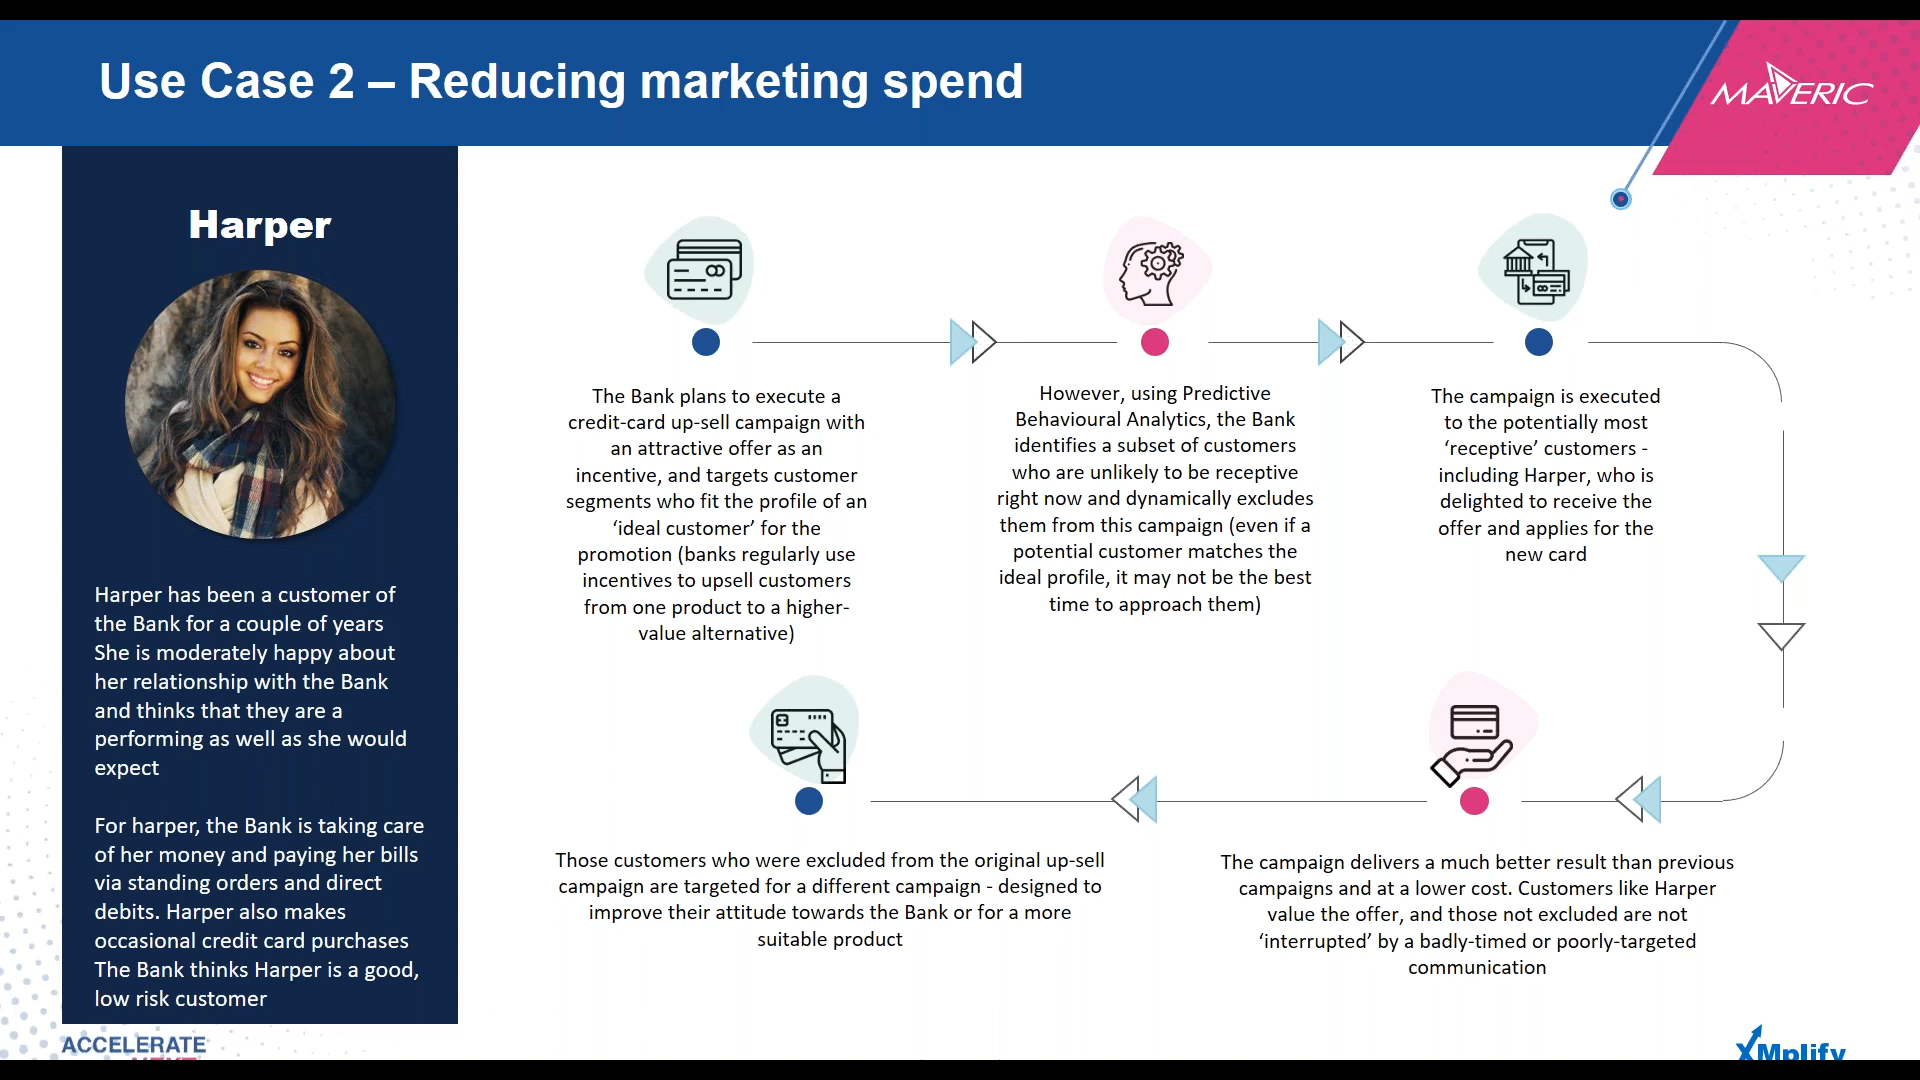 Use Case 2 – Reducing marketing spend
MAVERIC
Harper
Harper has been a customer of
the Bank for a couple of years
She is moderately happy about
her relationship with the Bank
and thinks that they are a
performing as well as she would
expect
For harper, the Bank is taking care
of her money and paying her bills
via standing orders and direct
debits. Harper also makes
occasional credit card purchases
The Bank thinks Harper is a good,
low risk customer
The Bank plans to execute a
credit-card up-sell campaign with
an attractive offer as an
incentive, and targets customer
segments who fit the profile of an
‘ideal customer’ for the
promotion (banks regularly use
incentives to upsell customers
from one product to a higher-
value alternative)
However, using Predictive
Behavioural Analytics, the Bank
identifies a subset of customers
who are unlikely to be receptive
right now and dynamically excludes
them from this campaign (even if a
potential customer matches the
ideal profile, it may not be the best
time to approach them)
The campaign is executed
to the potentially most
‘receptive’ customers -
including Harper, who is
delighted to receive the
offer and applies for the
new card
The campaign delivers a much better result than previous
campaigns and at a lower cost. Customers like Harper
value the offer, and those not excluded are not
‘interrupted’ by a badly-timed or poorly-targeted
communication
Those customers who were excluded from the original up-sell
campaign are targeted for a different campaign - designed to
improve their attitude towards the Bank or for a more
suitable product
ACCELERATE
NEXT
XMplify